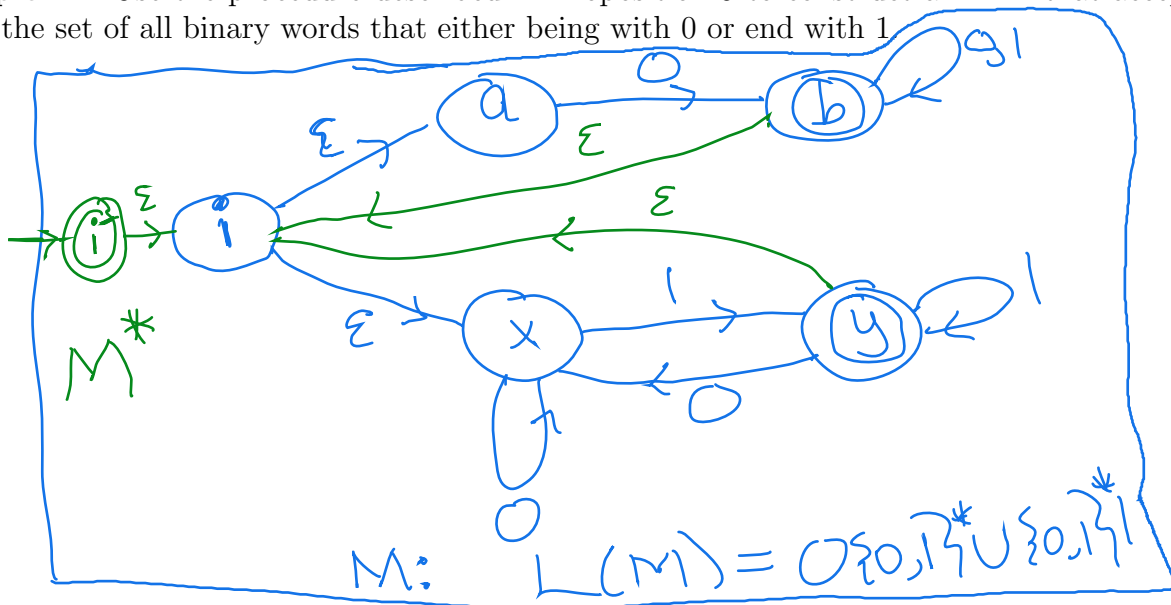 the set of all binary words that either being with 0 or end with 1
a
0
b
0,1
ε
ε
ε
i
ε
i
ε
ε
x
1
y
1
0
0
M*
M: L(M) = 0{0,1}* ∪ {0,1}*1